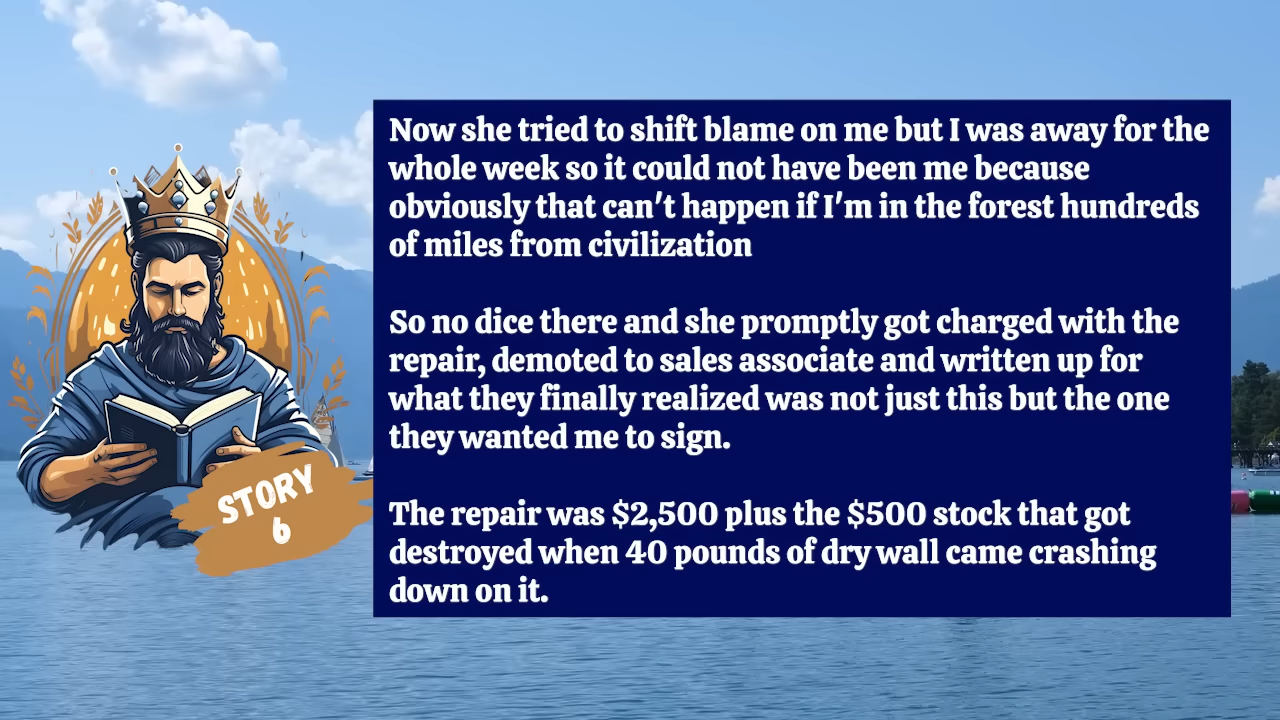 Now she tried to shift blame on me but I was away for the
whole week so it could not have been me because
obviously that can't happen if I'm in the forest hundreds
of miles from civilization
So no dice there and she promptly got charged with the
repair, demoted to sales associate and written up for
what they finally realized was not just this but the one
they wanted me to sign.
The repair was $2,500 plus the $500 stock that got
destroyed when 40 pounds of dry wall came crashing
down on it.
STORY
6